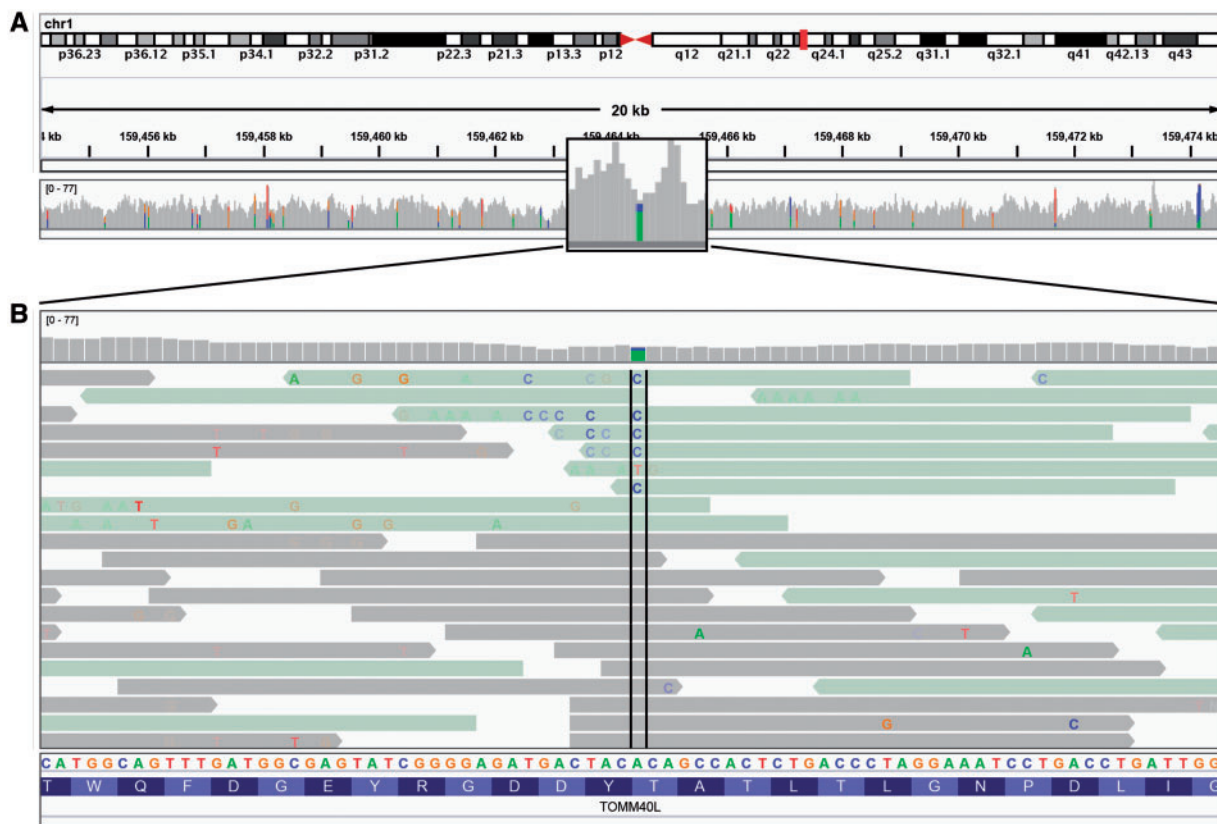 A
chr1
p36.23 p36.12 p35.1 p34.1 p32.2 p31.2 p22.3 p21.3 p13.3 p12 q12 q21.1 q22 q24.1 q25.2 q31.1 q32.1 q41 q42.13 q43
20 kb
kb 159,456 kb 159,458 kb 159,460 kb 159,462 kb 159,464 kb 159,466 kb 159,468 kb 159,470 kb 159,472 kb 159,474
[0 - 77]
B
[0 - 77]
A G G A C C G C C
A A A A A A
A A A A C C C C C
C C C C
T T C C C
A A A T G
C
A T G A A T G G
A A T G A G G A
T
A T
A
C
G C
T
CATGGCAGTTTGATGGCGAGTATCGGGGAGATGACTACACAGCCACTCTGACCCTAGGAAATCCTGACCTGATTGG
T W Q F D G E Y R G D D Y T A T L T L G N P D L I G
TOMM40L